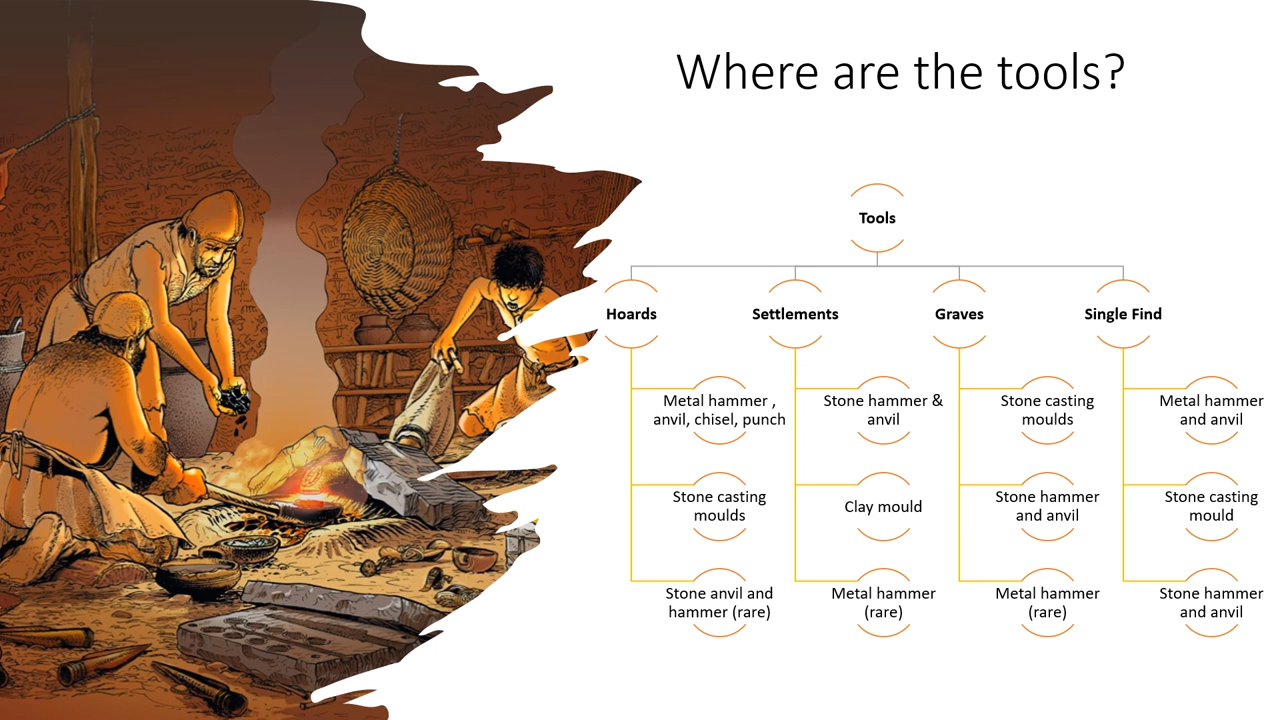 Where are the tools?
Tools
Hoards
Settlements
Graves
Single Find
Metal hammer ,
anvil, chisel, punch
Stone casting
moulds
Stone anvil and
hammer (rare)
Stone hammer &
anvil
Clay mould
Metal hammer
(rare)
Stone casting
moulds
Stone hammer
and anvil
Metal hammer
(rare)
Metal hammer
and anvil
Stone casting
mould
Stone hammer
and anvil